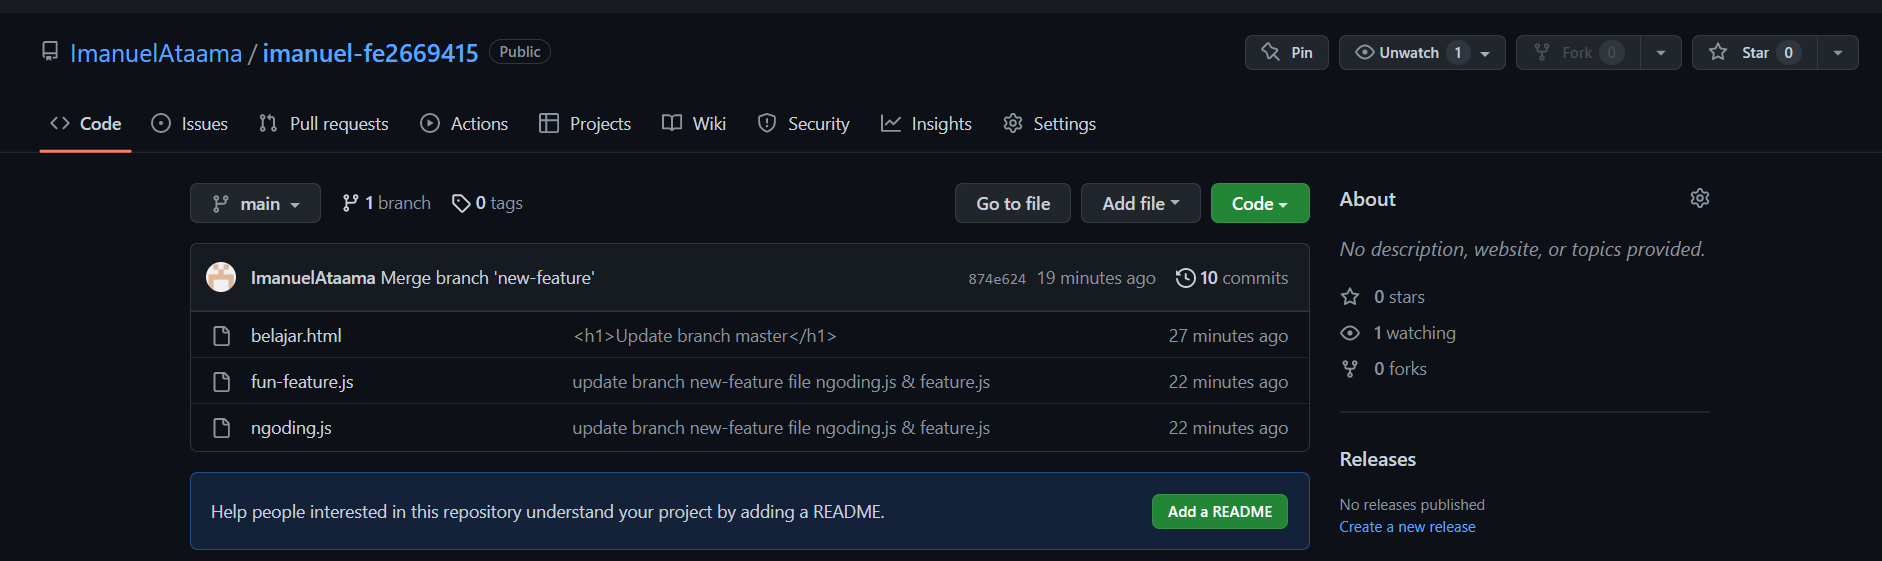 ImanuelAtaama / imanuel-fe2669415 Public
Pin Unwatch 1 Fork 0 Star 0
Code Issues Pull requests Actions Projects Wiki Security Insights Settings
main 1 branch 0 tags Go to file Add file Code
ImanuelAtaama Merge branch 'new-feature' 874e624 19 minutes ago 10 commits
belajar.html <h1>Update branch master</h1> 27 minutes ago
fun-feature.js update branch new-feature file ngoding.js & feature.js 22 minutes ago
ngoding.js update branch new-feature file ngoding.js & feature.js 22 minutes ago
Help people interested in this repository understand your project by adding a README. Add a README
About
No description, website, or topics provided.
0 stars
1 watching
0 forks
Releases
No releases published
Create a new release